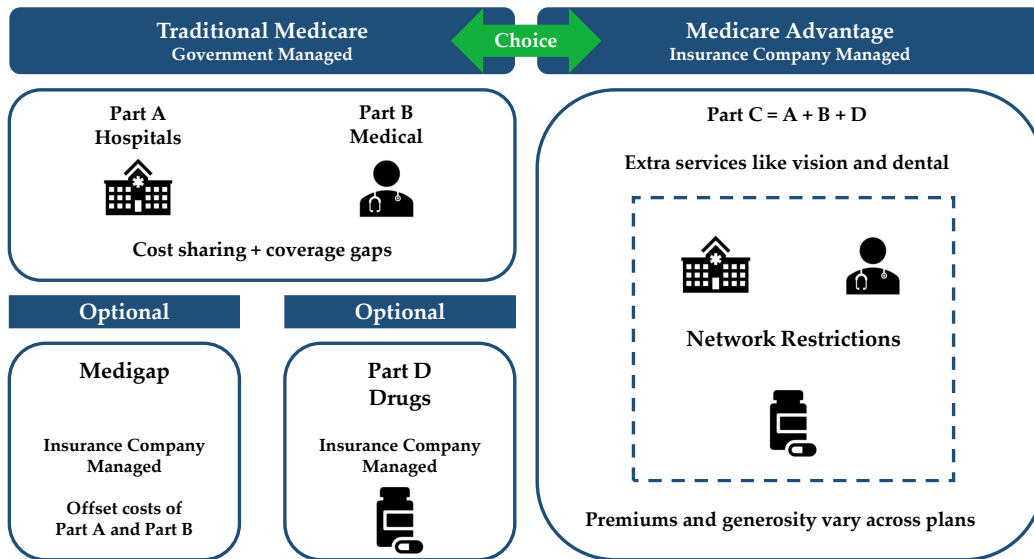 Traditional Medicare
Government Managed
Choice
Medicare Advantage
Insurance Company Managed
Part A
Hospitals
Part B
Medical
Cost sharing + coverage gaps
Optional
Medigap
Insurance Company
Managed
Offset costs of
Part A and Part B
Optional
Part D
Drugs
Insurance Company
Managed
Part C = A + B + D
Extra services like vision and dental
Network Restrictions
Premiums and generosity vary across plans